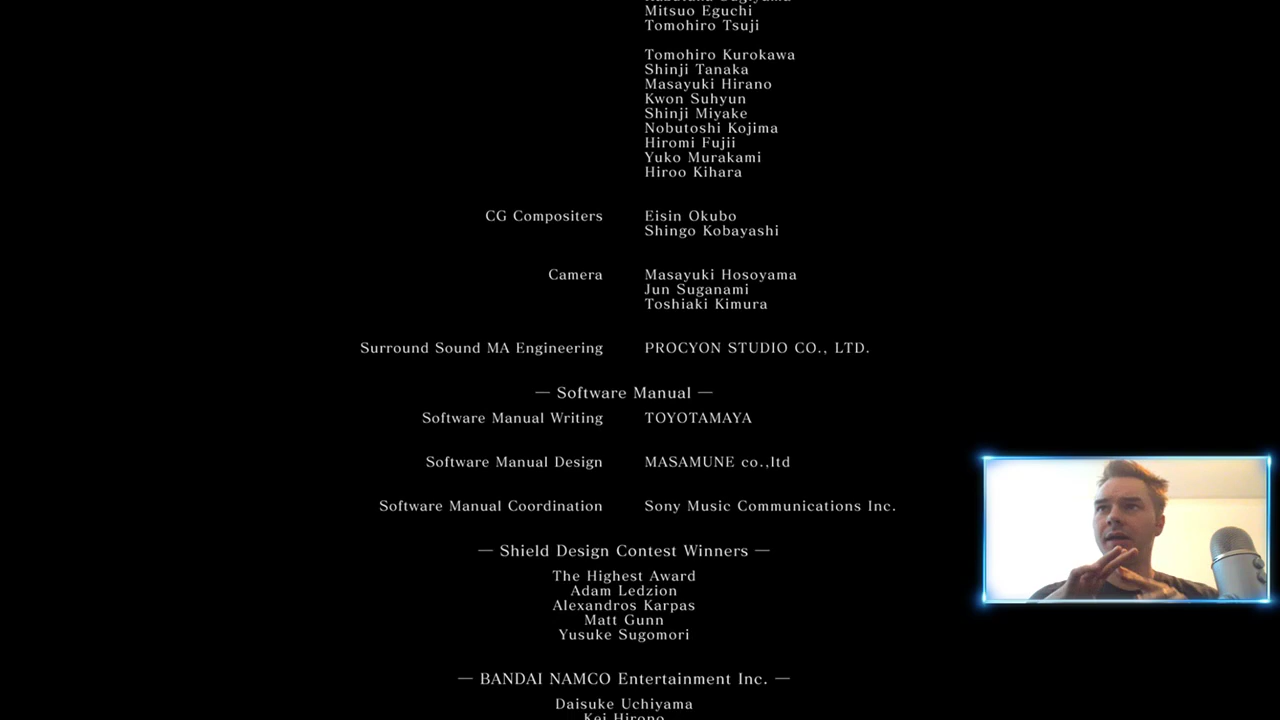 Mitsuo Eguchi
Tomohiro Tsuji
Tomohiro Kurokawa
Shinji Tanaka
Masayuki Hirano
Kwon Suhyun
Shinji Miyake
Nobutoshi Kojima
Hiromi Fujii
Yuko Murakami
Hiroo Kihara
CG Compositers Eisin Okubo
Shingo Kobayashi
Camera Masayuki Hosoyama
Jun Suganami
Toshiaki Kimura
Surround Sound MA Engineering PROCYON STUDIO CO., LTD.
— Software Manual —
Software Manual Writing TOYOTAMAYA
Software Manual Design MASAMUNE co.,ltd
Software Manual Coordination Sony Music Communications Inc.
— Shield Design Contest Winners —
The Highest Award
Adam Ledzion
Alexandros Karpas
Matt Gunn
Yusuke Sugomori
— BANDAI NAMCO Entertainment Inc. —
Daisuke Uchiyama